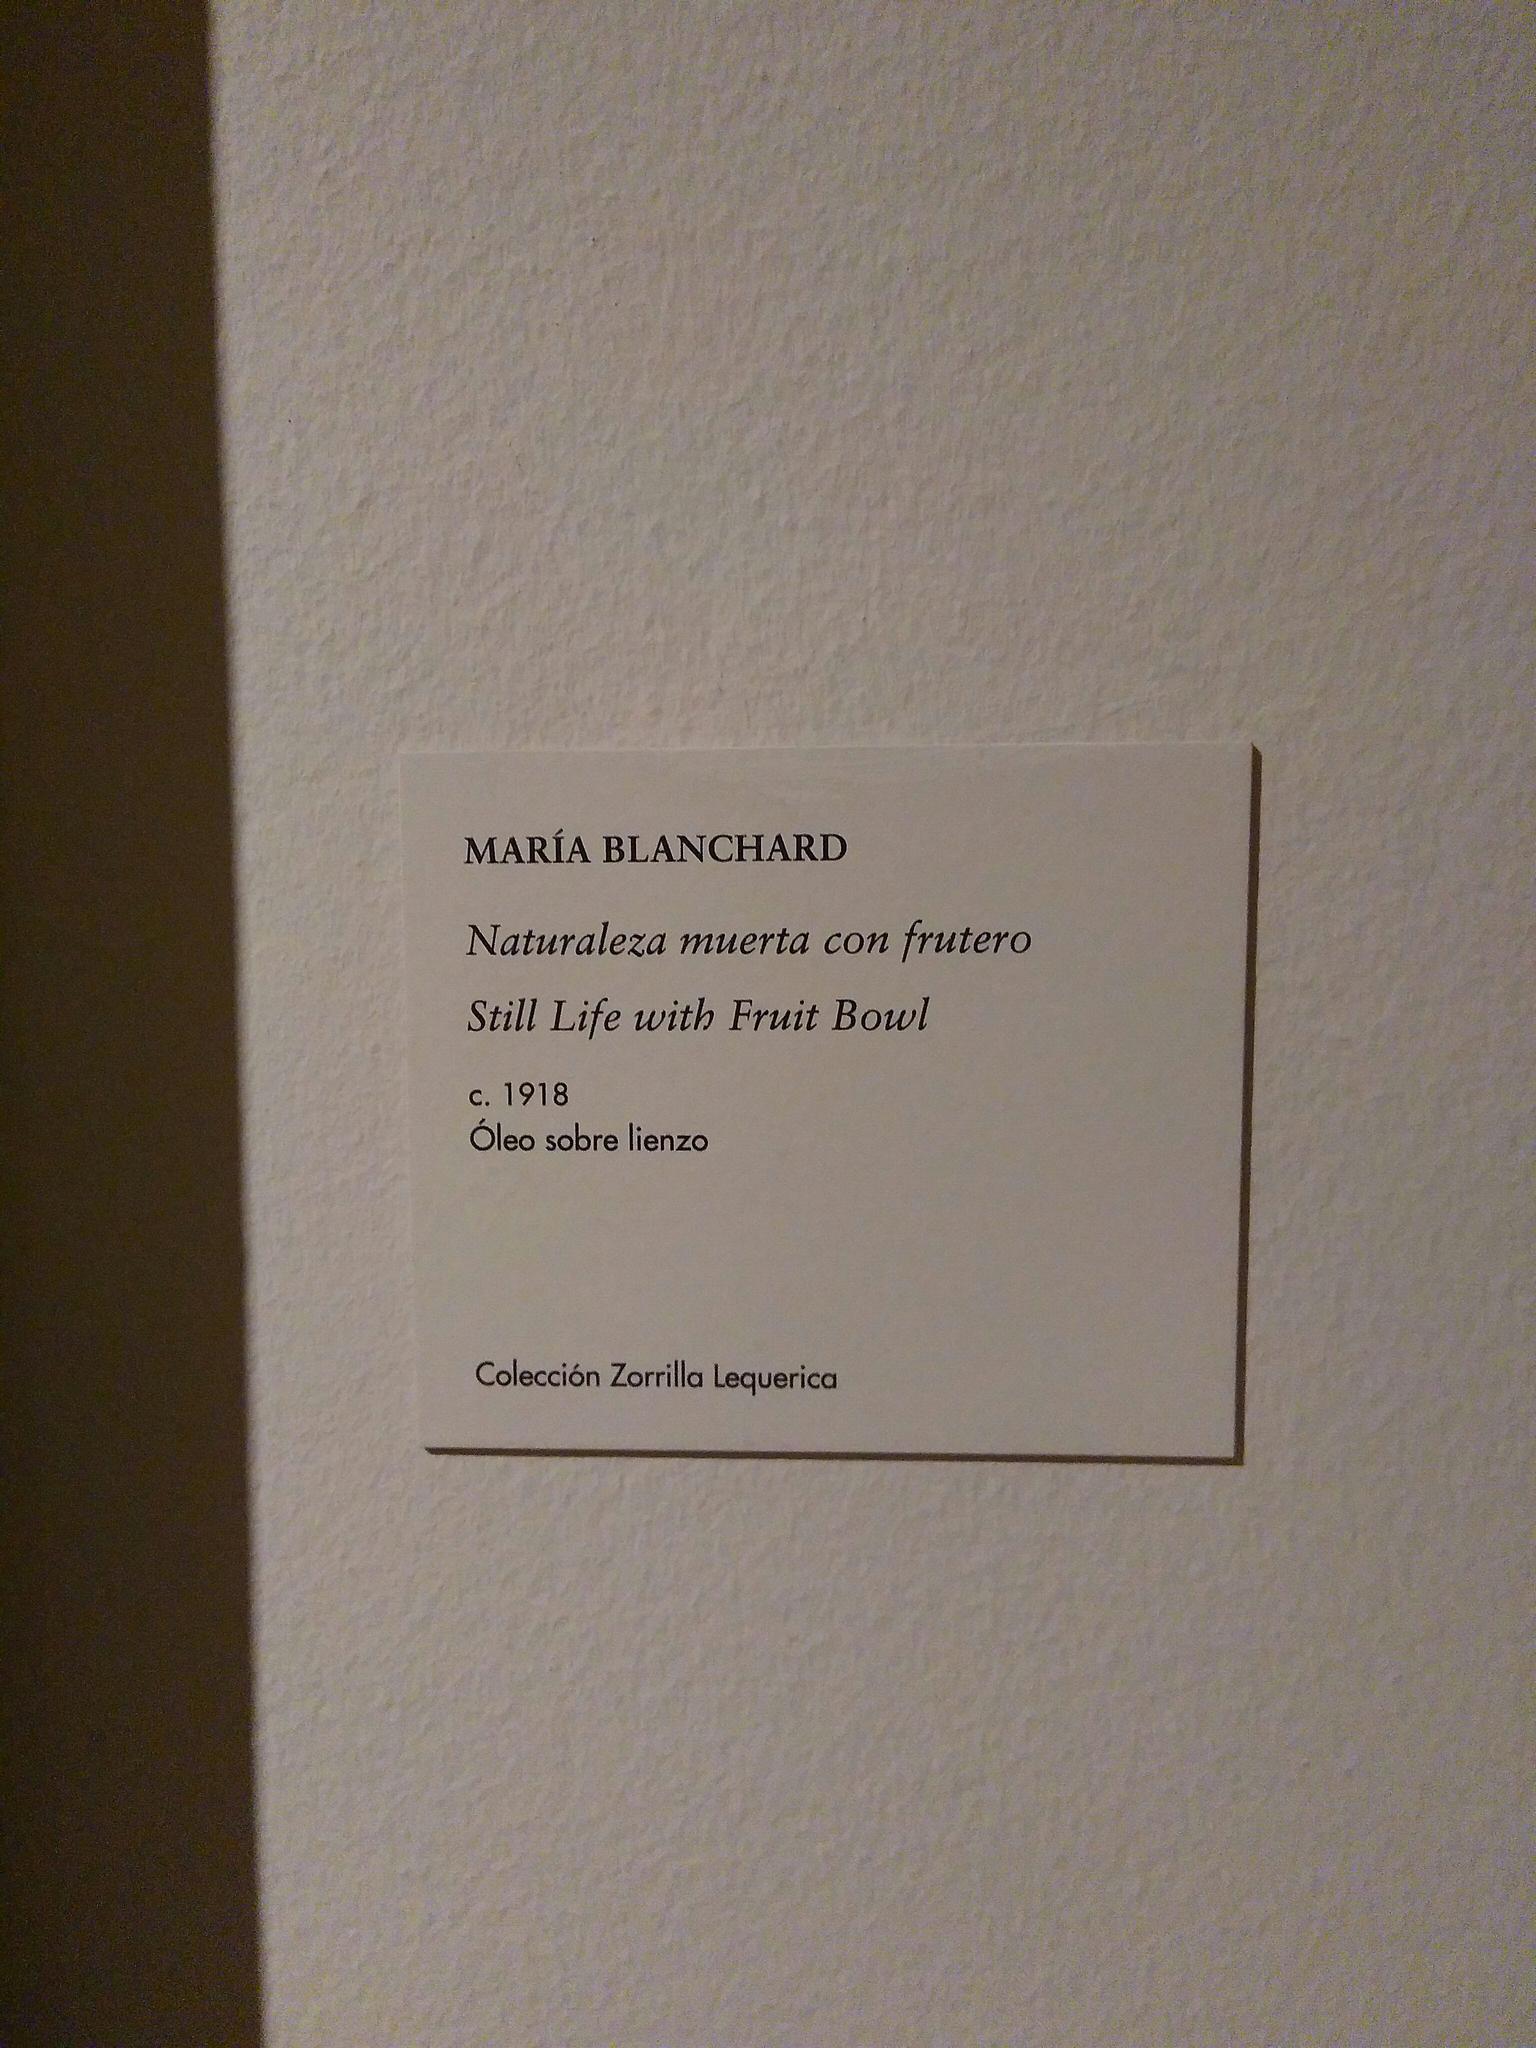 MARÍA BLANCHARD
Naturaleza muerta con frutero
Still Life with Fruit Bowl
c. 1918
Óleo sobre lienzo
Colección Zorrilla Lequerica